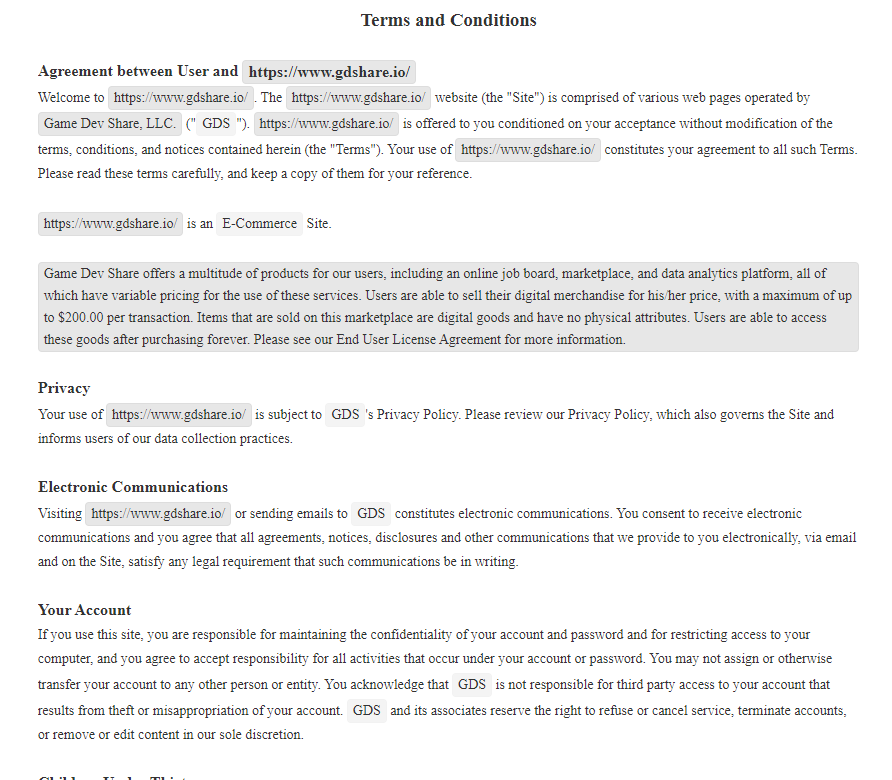 Terms and Conditions
Agreement between User and https://www.gdshare.io/
Welcome to https://www.gdshare.io/ . The https://www.gdshare.io/ website (the "Site") is comprised of various web pages operated by
Game Dev Share, LLC. (" GDS "). https://www.gdshare.io/ is offered to you conditioned on your acceptance without modification of the
terms, conditions, and notices contained herein (the "Terms"). Your use of https://www.gdshare.io/ constitutes your agreement to all such Terms.
Please read these terms carefully, and keep a copy of them for your reference.
https://www.gdshare.io/ is an E-Commerce Site.
Game Dev Share offers a multitude of products for our users, including an online job board, marketplace, and data analytics platform, all of
which have variable pricing for the use of these services. Users are able to sell their digital merchandise for his/her price, with a maximum of up
to $200.00 per transaction. Items that are sold on this marketplace are digital goods and have no physical attributes. Users are able to access
these goods after purchasing forever. Please see our End User License Agreement for more information.
Privacy
Your use of https://www.gdshare.io/ is subject to GDS 's Privacy Policy. Please review our Privacy Policy, which also governs the Site and
informs users of our data collection practices.
Electronic Communications
Visiting https://www.gdshare.io/ or sending emails to GDS constitutes electronic communications. You consent to receive electronic
communications and you agree that all agreements, notices, disclosures and other communications that we provide to you electronically, via email
and on the Site, satisfy any legal requirement that such communications be in writing.
Your Account
If you use this site, you are responsible for maintaining the confidentiality of your account and password and for restricting access to your
computer, and you agree to accept responsibility for all activities that occur under your account or password. You may not assign or otherwise
transfer your account to any other person or entity. You acknowledge that GDS is not responsible for third party access to your account that
results from theft or misappropriation of your account. GDS and its associates reserve the right to refuse or cancel service, terminate accounts,
or remove or edit content in our sole discretion.